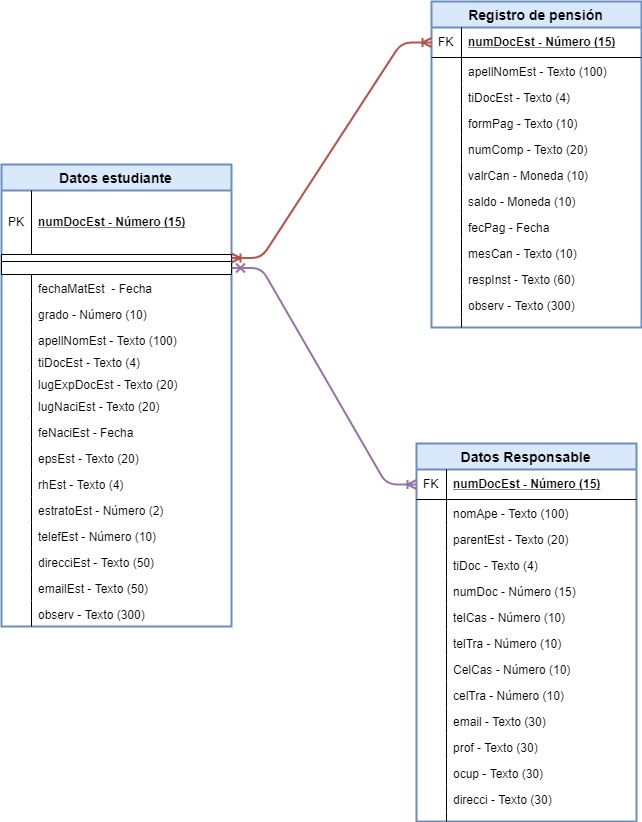 Registro de pensión
FK numDocEst - Número (15)
apellNomEst - Texto (100)
tiDocEst - Texto (4)
formPag - Texto (10)
numComp - Texto (20)
valrCan - Moneda (10)
saldo - Moneda (10)
fecPag - Fecha
mesCan - Texto (10)
respInst - Texto (60)
observ - Texto (300)
Datos estudiante
PK numDocEst - Número (15)
fechaMatEst - Fecha
grado - Número (10)
apellNomEst - Texto (100)
tiDocEst - Texto (4)
lugExpDocEst - Texto (20)
lugNaciEst - Texto (20)
feNaciEst - Fecha
epsEst - Texto (20)
rhEst - Texto (4)
estratoEst - Número (2)
telefEst - Número (10)
direcciEst - Texto (50)
emailEst - Texto (50)
observ - Texto (300)
Datos Responsable
FK numDocEst - Número (15)
nomApe - Texto (100)
parentEst - Texto (20)
tiDoc - Texto (4)
numDoc - Número (15)
telCas - Número (10)
telTra - Número (10)
CelCas - Número (10)
celTra - Número (10)
email - Texto (30)
prof - Texto (30)
ocup - Texto (30)
direcci - Texto (30)